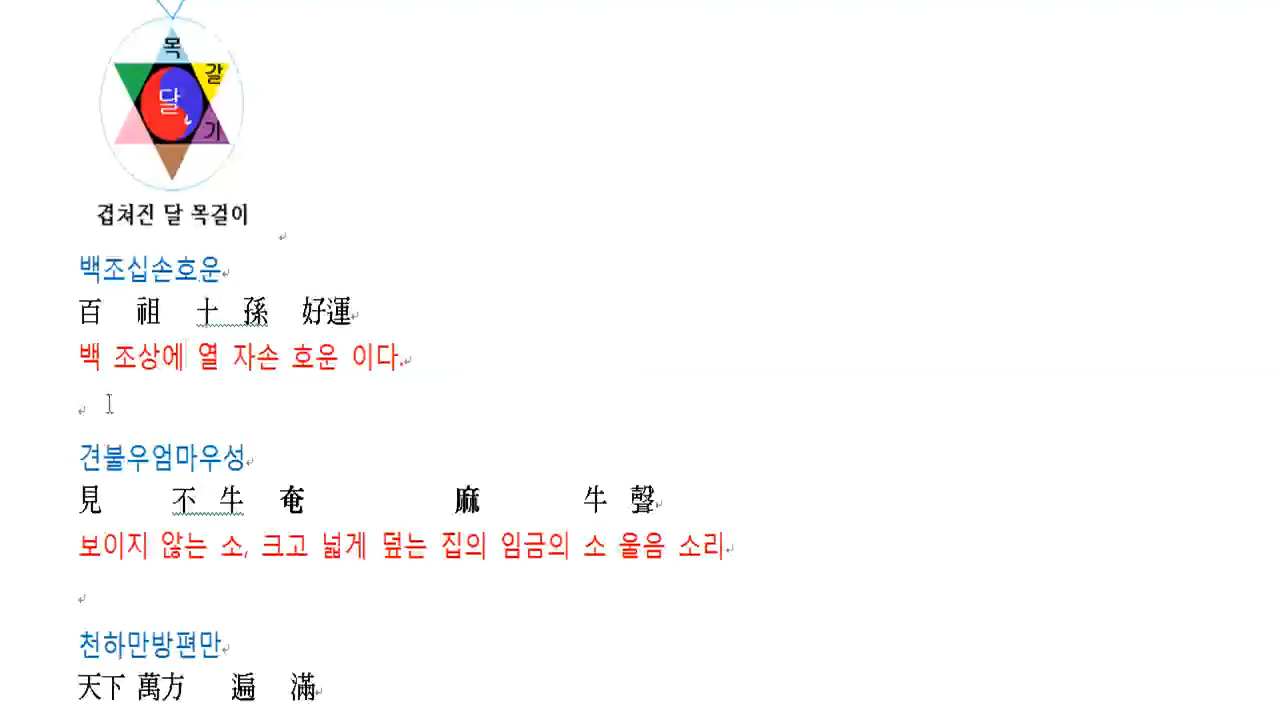 목
갈
달
기
겹쳐진 달 목걸이
백조십손호운
百 祖 十 孫 好運
백 조상에 열 자손 호운 이다.
견불우엄마우성
見 不 牛 奄 麻 牛 聲
보이지 않는 소, 크고 넓게 덮는 집의 임금의 소 울음 소리
천하만방편만
天下 萬方 遍 滿